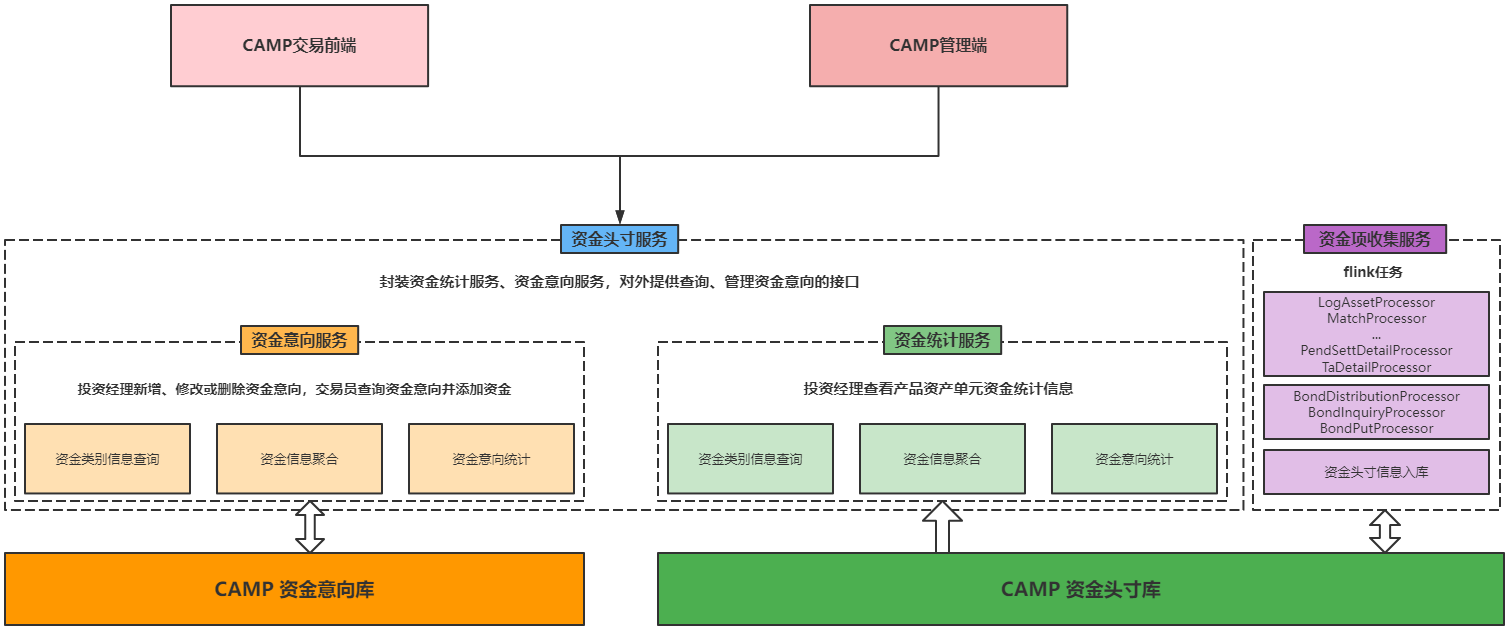 CAMP交易前端
CAMP管理端
资金头寸服务
封装资金统计服务、资金意向服务，对外提供查询、管理资金意向的接口
资金意向服务
投资经理新增、修改或删除资金意向，交易员查询资金意向并添加资金
资金类别信息查询
资金信息聚合
资金意向统计
资金统计服务
投资经理查看产品资产单元资金统计信息
资金类别信息查询
资金信息聚合
资金意向统计
资金项收集服务
flink任务
LogAssetProcessor
MatchProcessor
...
PendSettDetailProcessor
TaDetailProcessor
BondDistributionProcessor
BondInquiryProcessor
BondPutProcessor
资金头寸信息入库
CAMP 资金意向库
CAMP 资金头寸库